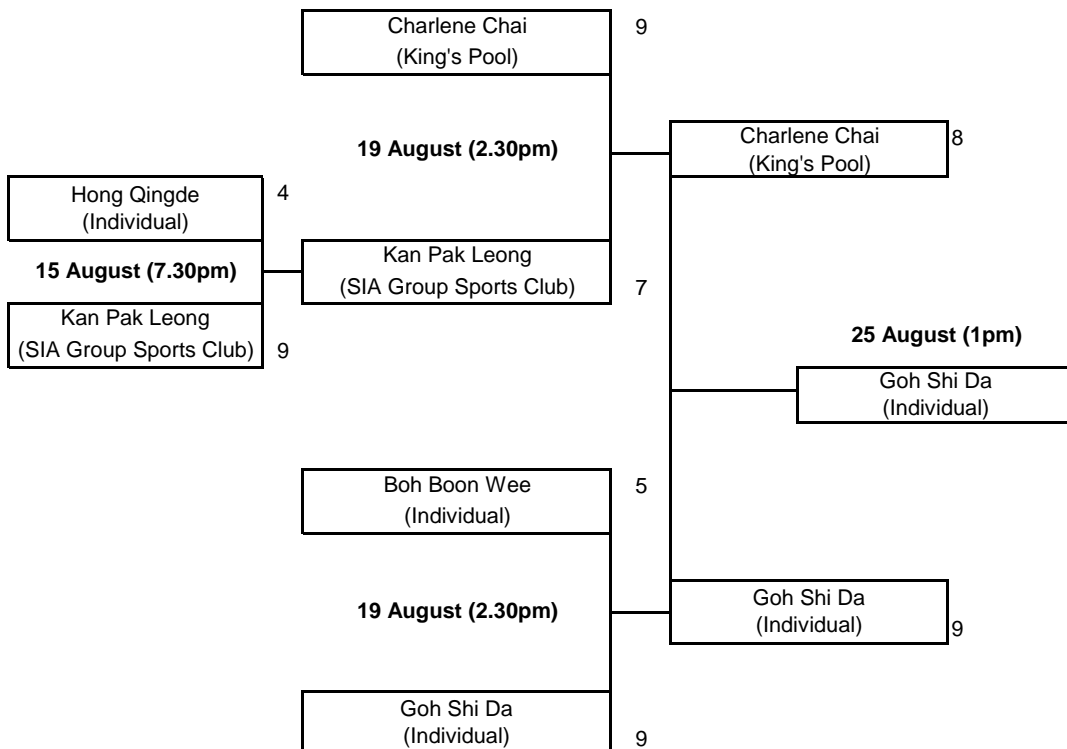 Charlene Chai
(King's Pool)
9
19 August (2.30pm)
Charlene Chai
(King's Pool)
8
Hong Qingde
(Individual)
4
15 August (7.30pm)
Kan Pak Leong
(SIA Group Sports Club)
7
Kan Pak Leong
(SIA Group Sports Club)
9
25 August (1pm)
Goh Shi Da
(Individual)
Boh Boon Wee
(Individual)
5
19 August (2.30pm)
Goh Shi Da
(Individual)
9
Goh Shi Da
(Individual)
9